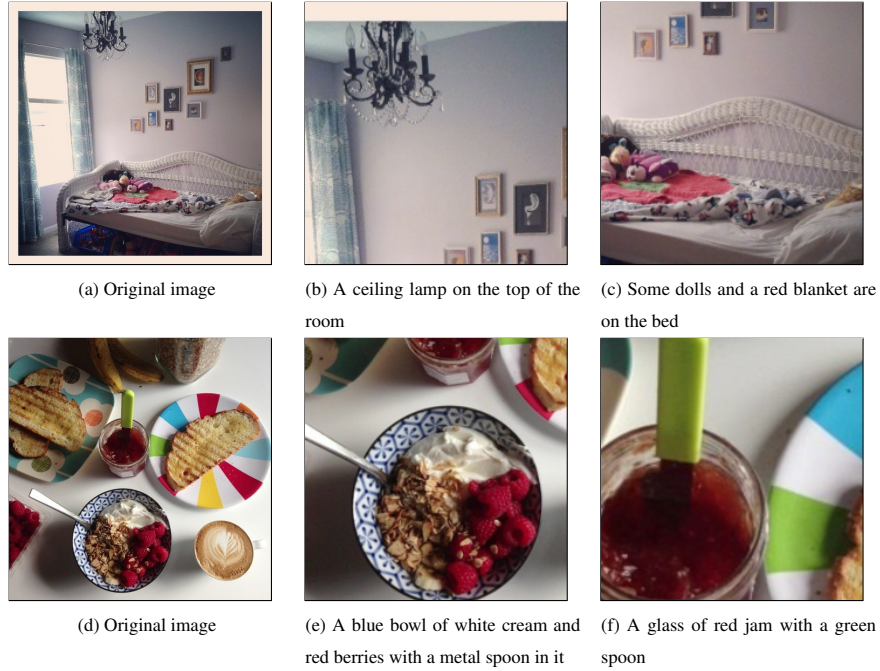 (a) Original image
(b) A ceiling lamp on the top of the
room
(c) Some dolls and a red blanket are
on the bed
(d) Original image
(e) A blue bowl of white cream and
red berries with a metal spoon in it
(f) A glass of red jam with a green
spoon